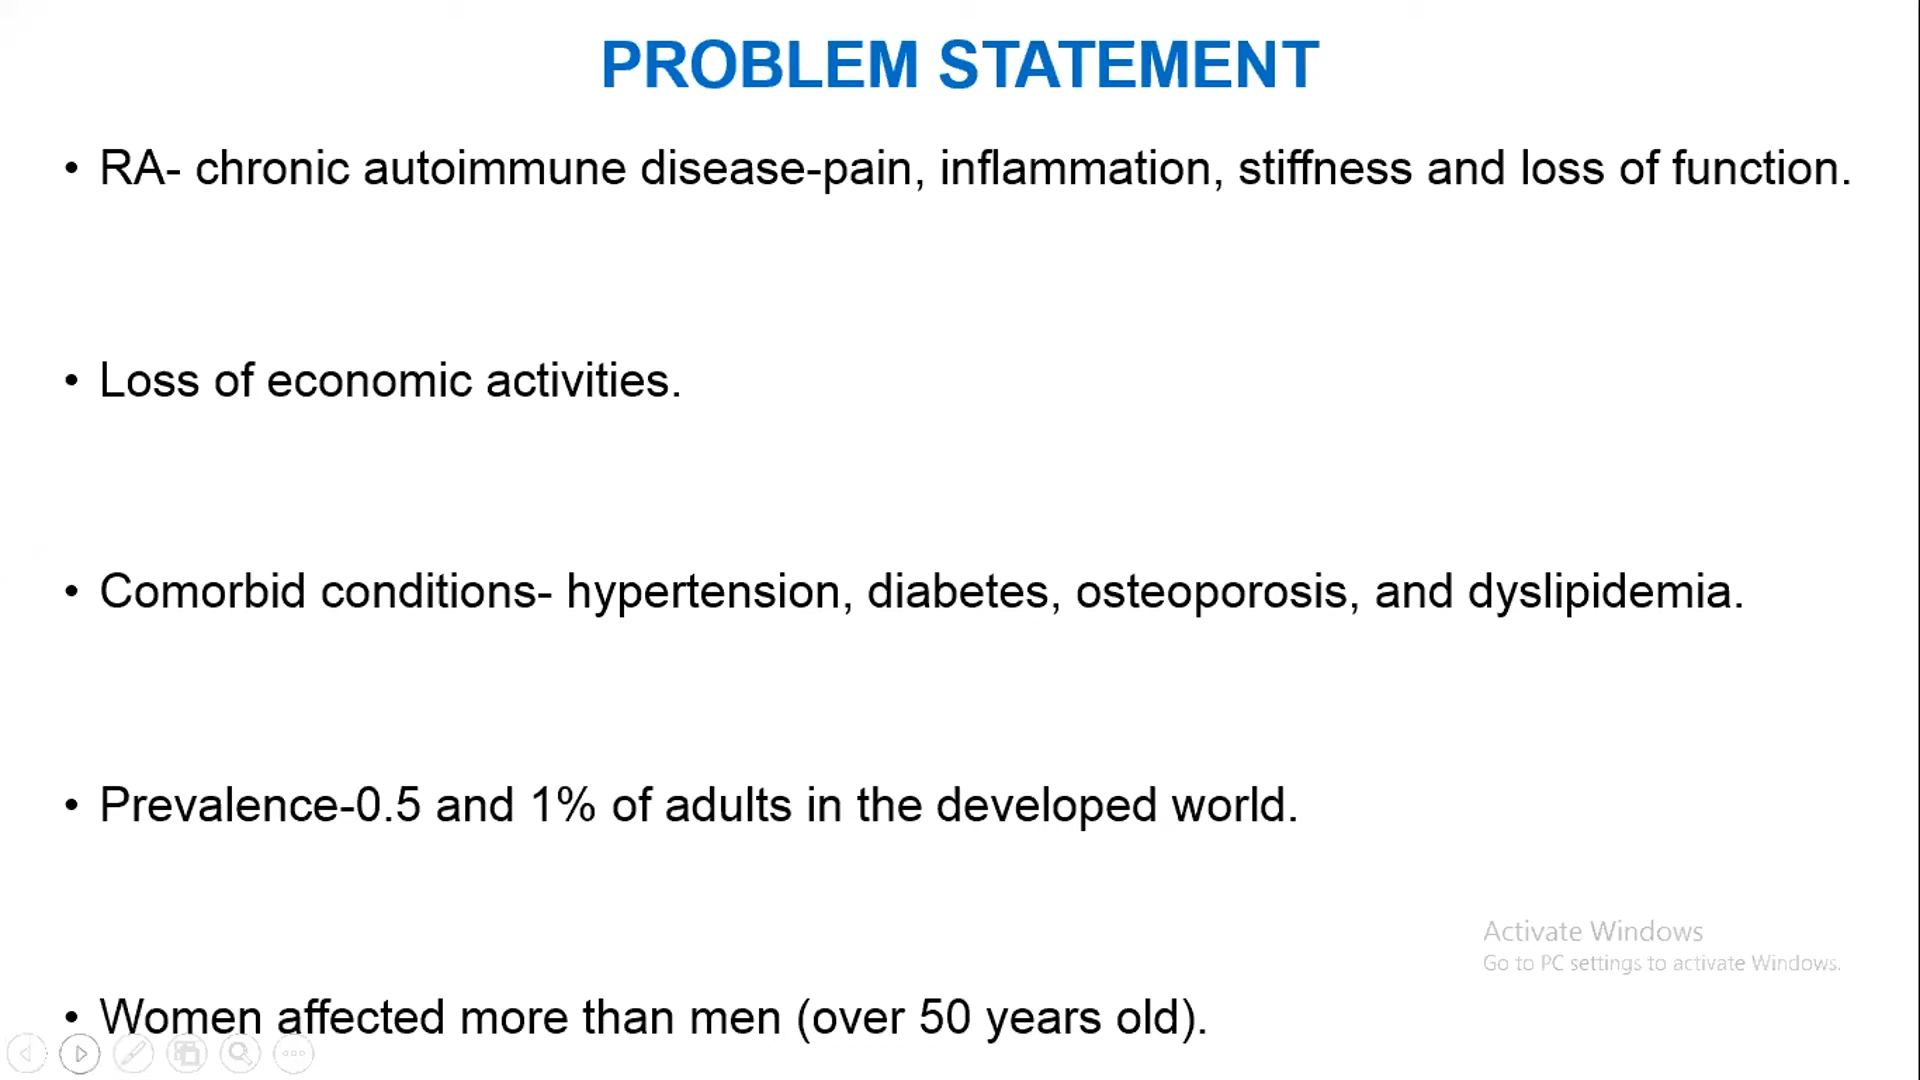 PROBLEM STATEMENT
• RA- chronic autoimmune disease-pain, inflammation, stiffness and loss of function.
• Loss of economic activities.
• Comorbid conditions- hypertension, diabetes, osteoporosis, and dyslipidemia.
• Prevalence-0.5 and 1% of adults in the developed world.
Activate Windows
Go to PC settings to activate Windows.
• Women affected more than men (over 50 years old).